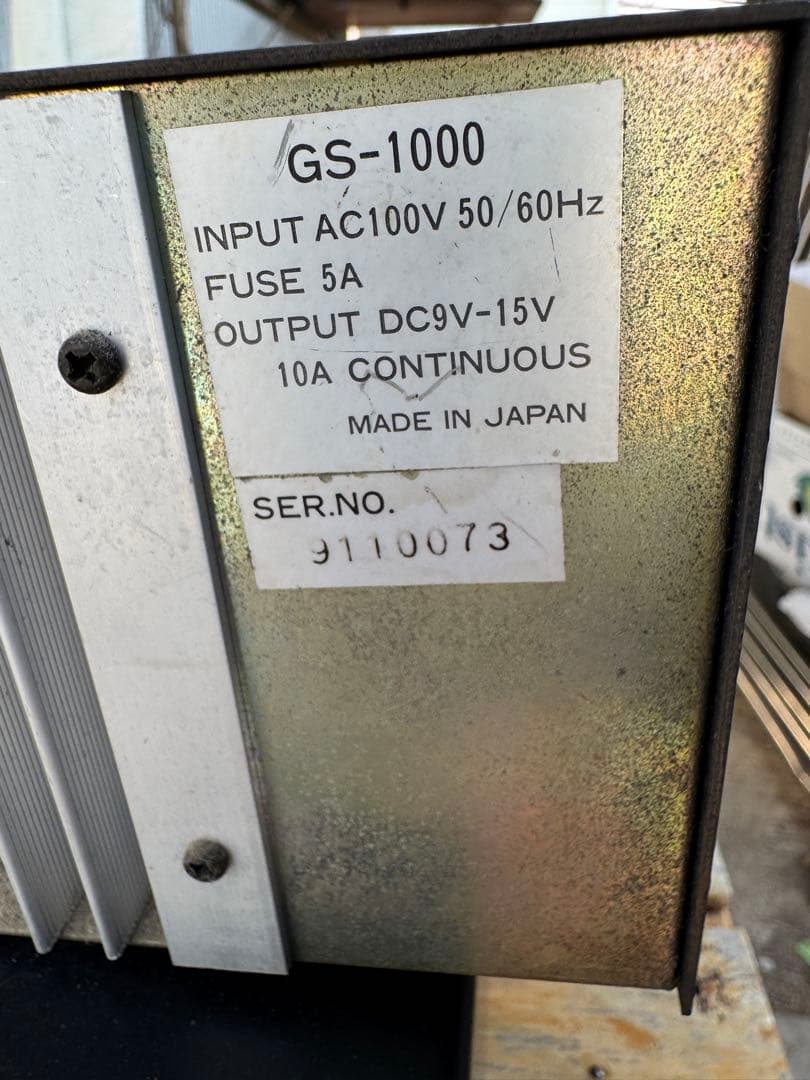 GS-1000
INPUT AC100V 50/60Hz
FUSE 5A
OUTPUT DC9V-15V
10A CONTINUOUS
MADE IN JAPAN
SER.NO.
9110073